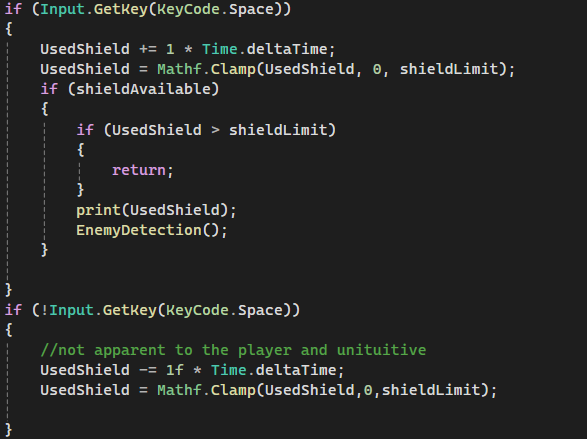 if (Input.GetKey(KeyCode.Space))
{
UsedShield += 1 * Time.deltaTime;
UsedShield = Mathf.Clamp(UsedShield, 0, shieldLimit);
if (shieldAvailable)
{
if (UsedShield > shieldLimit)
{
return;
}
print(UsedShield);
EnemyDetection();
}
}
if (!Input.GetKey(KeyCode.Space))
{
//not apparent to the player and unituitive
UsedShield -= 1f * Time.deltaTime;
UsedShield = Mathf.Clamp(UsedShield,0,shieldLimit);
}